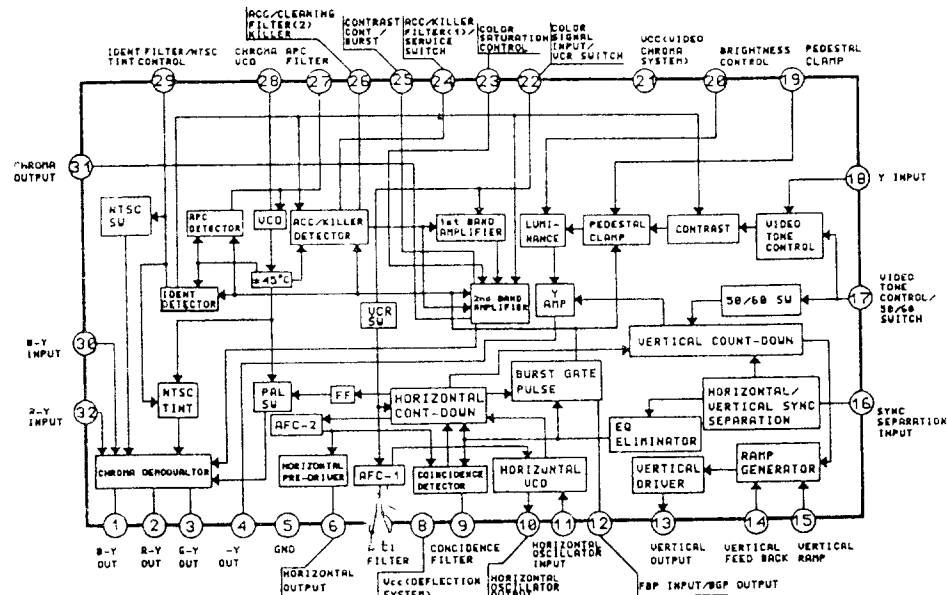 ACC/CLEANING
FILTER(2)
KILLER
CONTRAST
CONT/
BURST
ACC/KILLER
FILTER(1)/
SERVICE
SWITCH
COLOR
SATURATION
CONTROL
COLOR
SIGNAL
INPUT/
VCR SWITCH
VCC(VIDEO
CHROMA
SYSTEM)
BRIGHTNESS
CONTROL
PEDESTAL
CLAMP
IDENT FILTER/NTSC
TINT CONTROL
CHROMA
VCO
APC
FILTER
29
28
27
26
25
24
23
22
21
20
19
31
CHROMA
OUTPUT
18
Y INPUT
NTSC
SW
APC
DETECTOR
VCO
ACC/KILLER
DETECTOR
1st BAND
AMPLIFIER
LUMI-
NANCE
PEDESTAL
CLAMP
CONTRAST
VIDEO
TONE
CONTROL
±45°C
IDENT
DETECTOR
2nd BAND
AMPLIFIER
Y
AMP
50/60 SW
17
VIDEO
TONE
CONTROL/
50/60
SWITCH
VCR
SW
30
B-Y
INPUT
VERTICAL COUNT-DOWN
NTSC
TINT
PAL
SW
FF
HORIZONTAL
CONT-DOWN
BURST GATE
PULSE
HORIZONTAL/
VERTICAL SYNC
SEPARATION
16
SYNC
SEPARATION
INPUT
32
R-Y
INPUT
AFC-2
EQ
ELIMINATOR
CHROMA DEMODUALTOR
HORIZONTAL
PRE-DRIVER
AFC-1
COINCIDENCE
DETECTOR
HORIZONTAL
VCO
VERTICAL
DRIVER
RAMP
GENERATOR
1
2
3
4
5
6
8
9
10
11
12
13
14
15
B-Y
OUT
R-Y
OUT
G-Y
OUT
-Y
OUT
GND
HORIZONTAL
OUTPUT
FILTER
Vcc(DEFLECTION
SYSTEM)
CONCIDENCE
FILTER
HORIZONTAL
OSCILLATOR
OUTPUT
HORIZONTAL
OSCILLATOR
INPUT
FBP INPUT/BGP OUTPUT
VERTICAL
OUTPUT
VERTICAL
FEED BACK
VERTICAL
RAMP